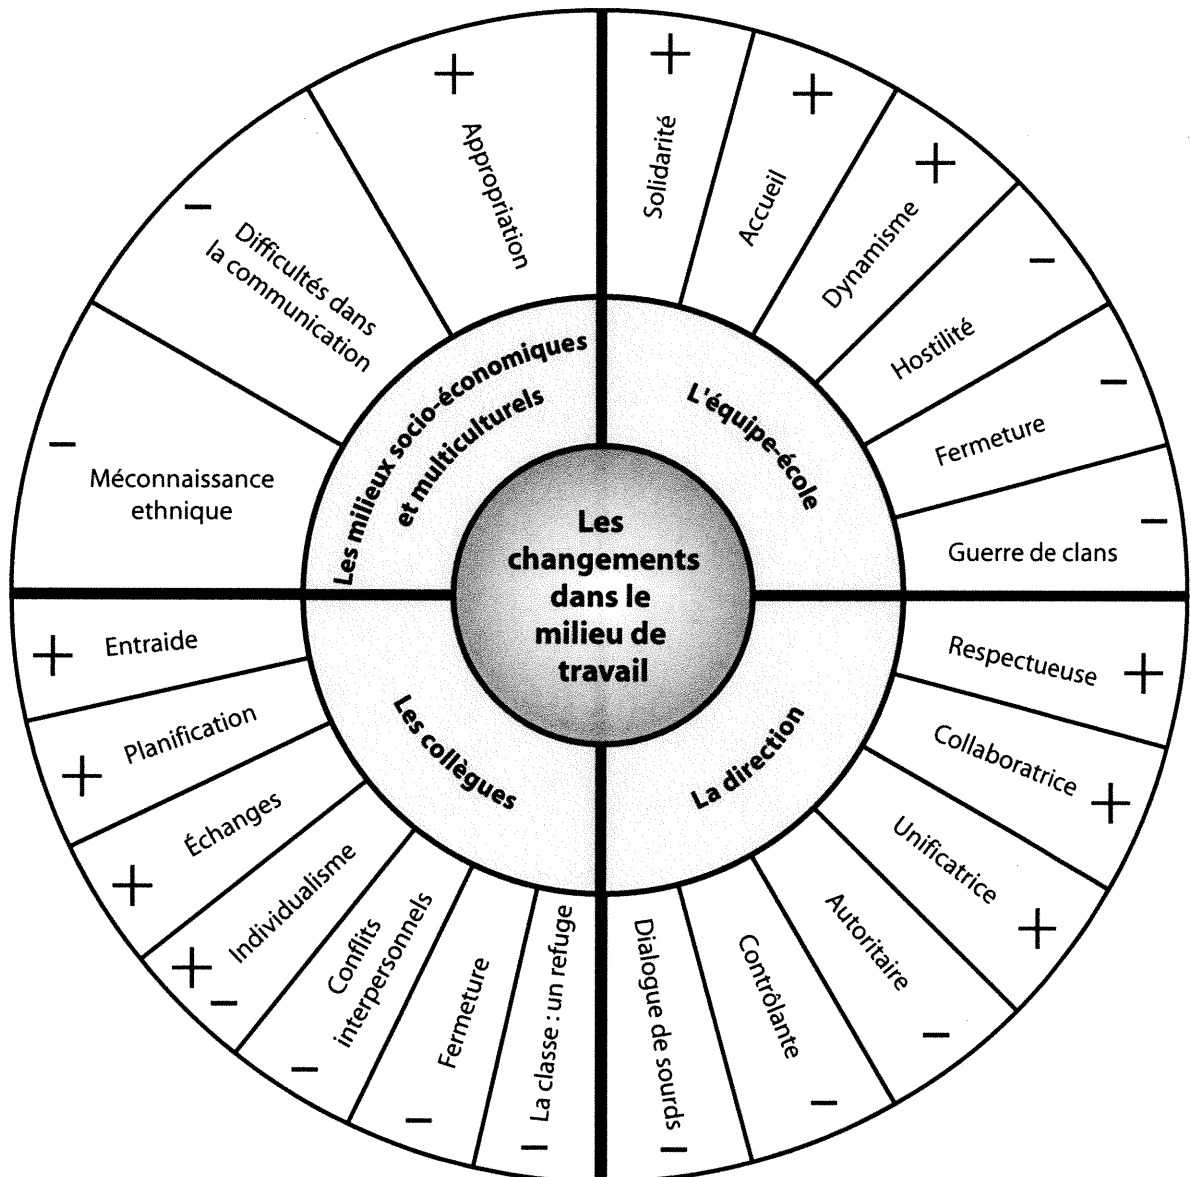 Les
changements
dans le
milieu de
travail
L'équipe-école
+
Solidarité
+
Accueil
+
Dynamisme
–
Hostilité
–
Fermeture
–
Guerre de clans
La direction
Respectueuse
+
Collaboratrice
+
Unificatrice
+
Autoritaire
–
Contrôlante
–
Dialogue de sourds
–
Les collègues
La classe : un refuge
–
Fermeture
–
Conflits
interpersonnels
–
Individualisme
+
–
Échanges
+
Planification
+
Entraide
+
Les milieux socio-économiques
et multiculturels
–
Méconnaissance
ethnique
–
Difficultés dans
la communication
+
Appropriation